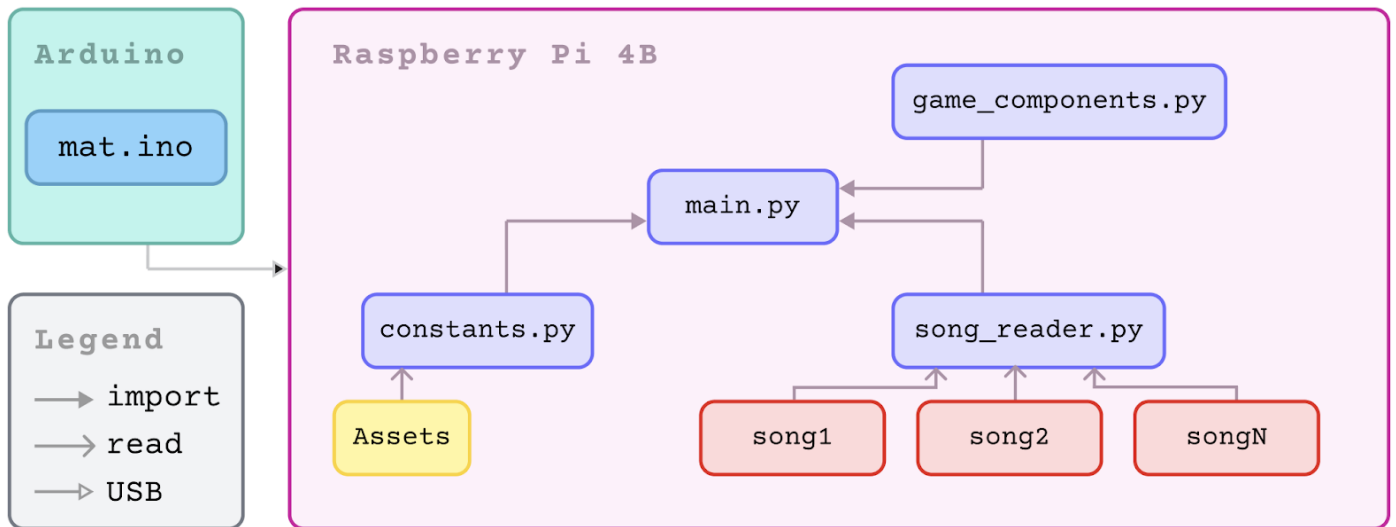 Arduino
mat.ino
Legend
import
read
USB
Raspberry Pi 4B
game_components.py
main.py
constants.py
song_reader.py
Assets
song1
song2
songN